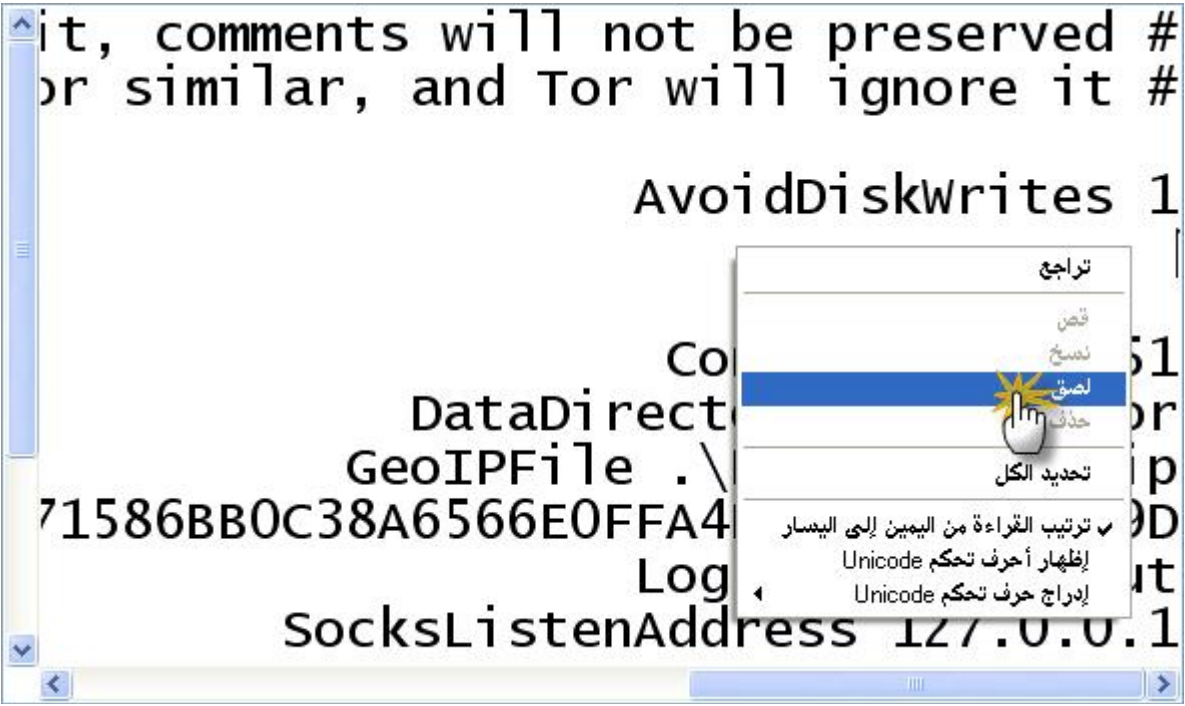 it, comments will not be preserved #
or similar, and Tor will ignore it #
AvoidDiskWrites 1
تراجع
قص
نسخ
لصق
حذف
تحديد الكل
ترتيب القراءة من اليمين إلى اليسار
إظهار أحرف تحكم Unicode
إدراج حرف تحكم Unicode
Co 51
DataDirect or
GeoIPFile .\ ip
71586BB0C38A6566E0FFA4 9D
Log ut
SocksListenAddress 127.0.0.1